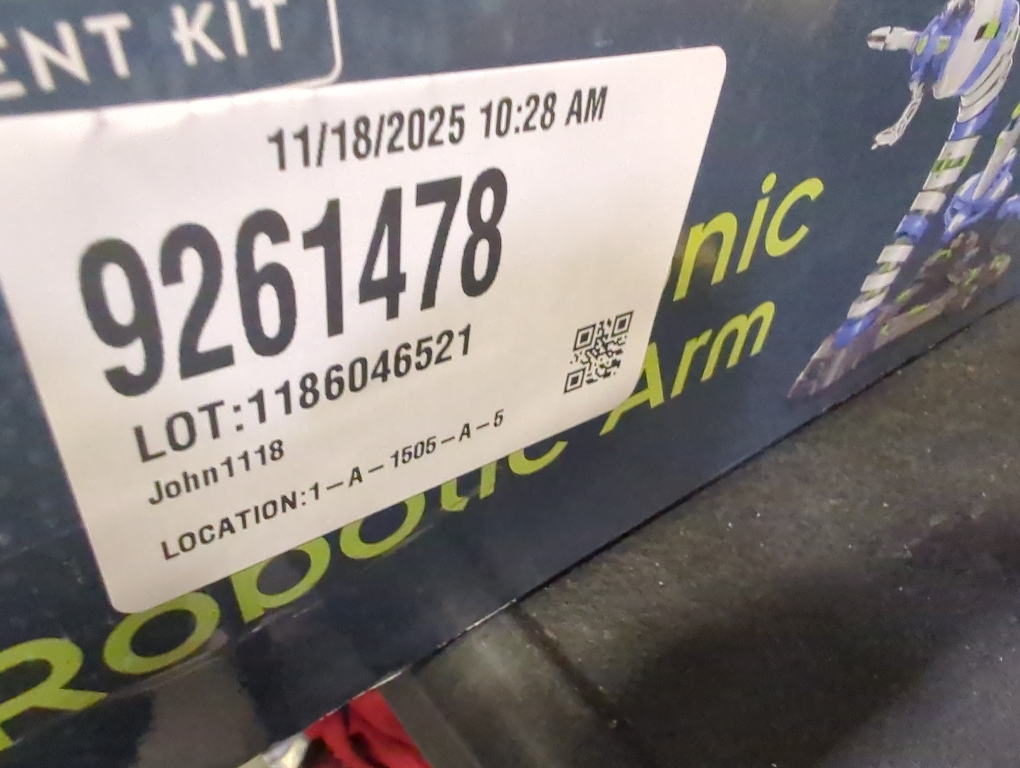 ENT KIT
11/18/2025 10:28 AM
9261478
LOT:1186046521
John1118
LOCATION:1-A-1505-A-5
nic
Robotic Arm